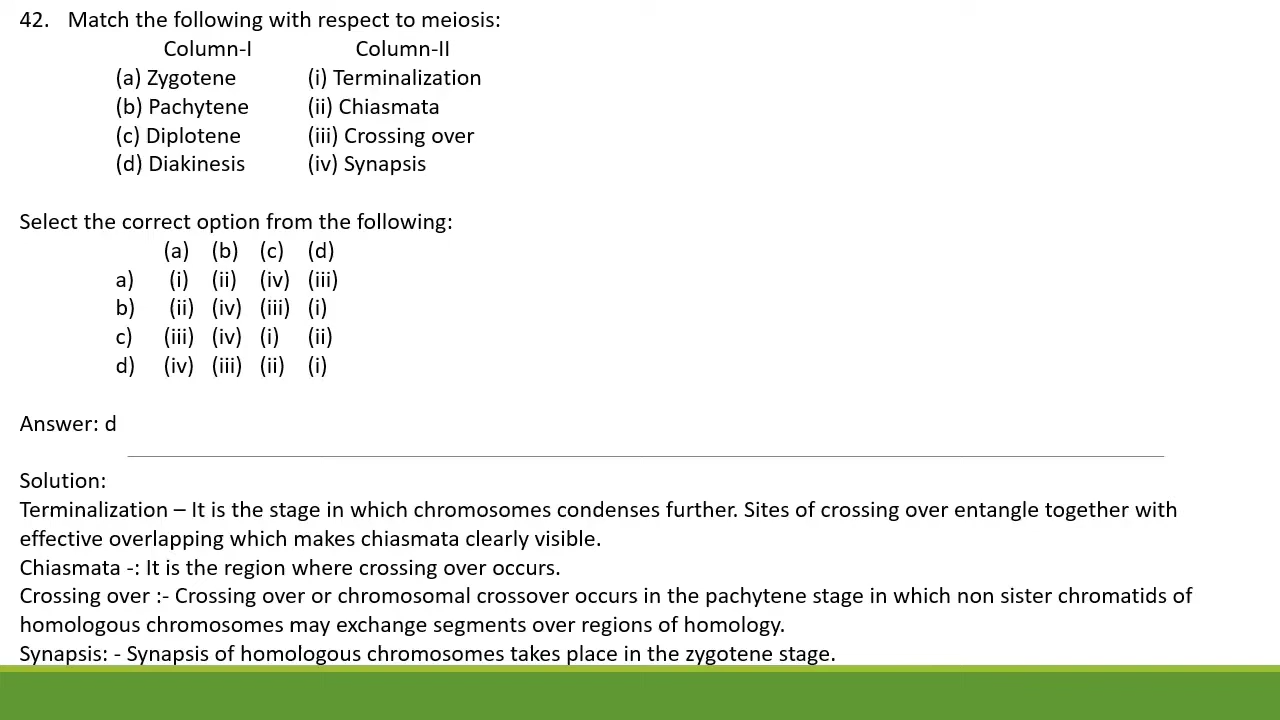 42. Match the following with respect to meiosis:
Column-I Column-II
(a) Zygotene (i) Terminalization
(b) Pachytene (ii) Chiasmata
(c) Diplotene (iii) Crossing over
(d) Diakinesis (iv) Synapsis
Select the correct option from the following:
(a) (b) (c) (d)
a) (i) (ii) (iv) (iii)
b) (ii) (iv) (iii) (i)
c) (iii) (iv) (i) (ii)
d) (iv) (iii) (ii) (i)
Answer: d
Solution:
Terminalization – It is the stage in which chromosomes condenses further. Sites of crossing over entangle together with
effective overlapping which makes chiasmata clearly visible.
Chiasmata -: It is the region where crossing over occurs.
Crossing over :- Crossing over or chromosomal crossover occurs in the pachytene stage in which non sister chromatids of
homologous chromosomes may exchange segments over regions of homology.
Synapsis: - Synapsis of homologous chromosomes takes place in the zygotene stage.